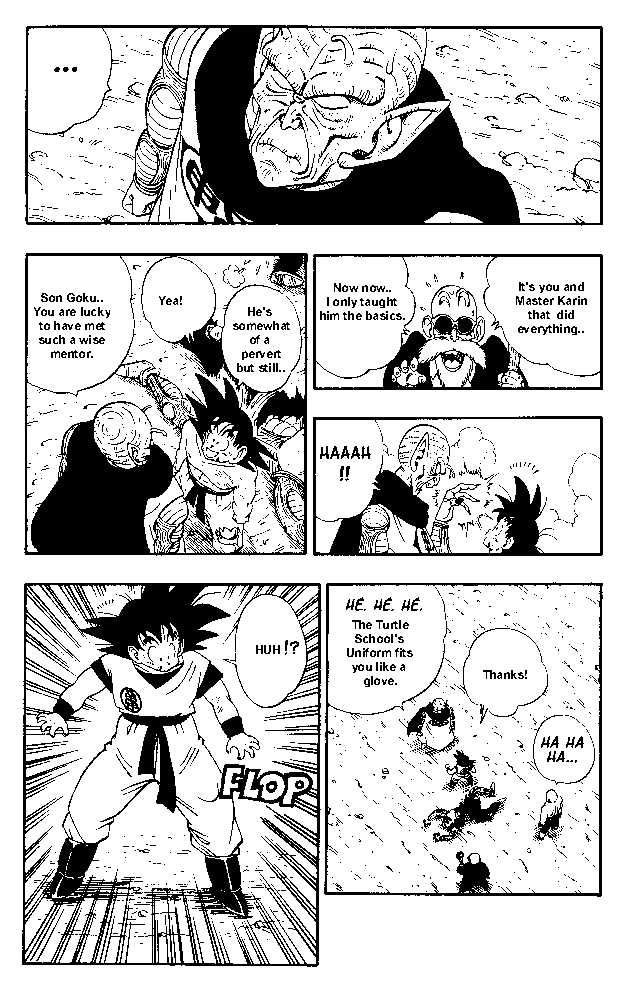 ...
Son Goku..
You are lucky
to have met
such a wise
mentor.
Yea!
He's
somewhat
of a
pervert
but still..
Now now..
I only taught
him the basics.
It's you and
Master Karin
that did
everything..
HAAAH
!!
HUH!?
FLOP
HE. HE. HE.
The Turtle
School's
Uniform fits
you like a
glove.
Thanks!
HA HA
HA...